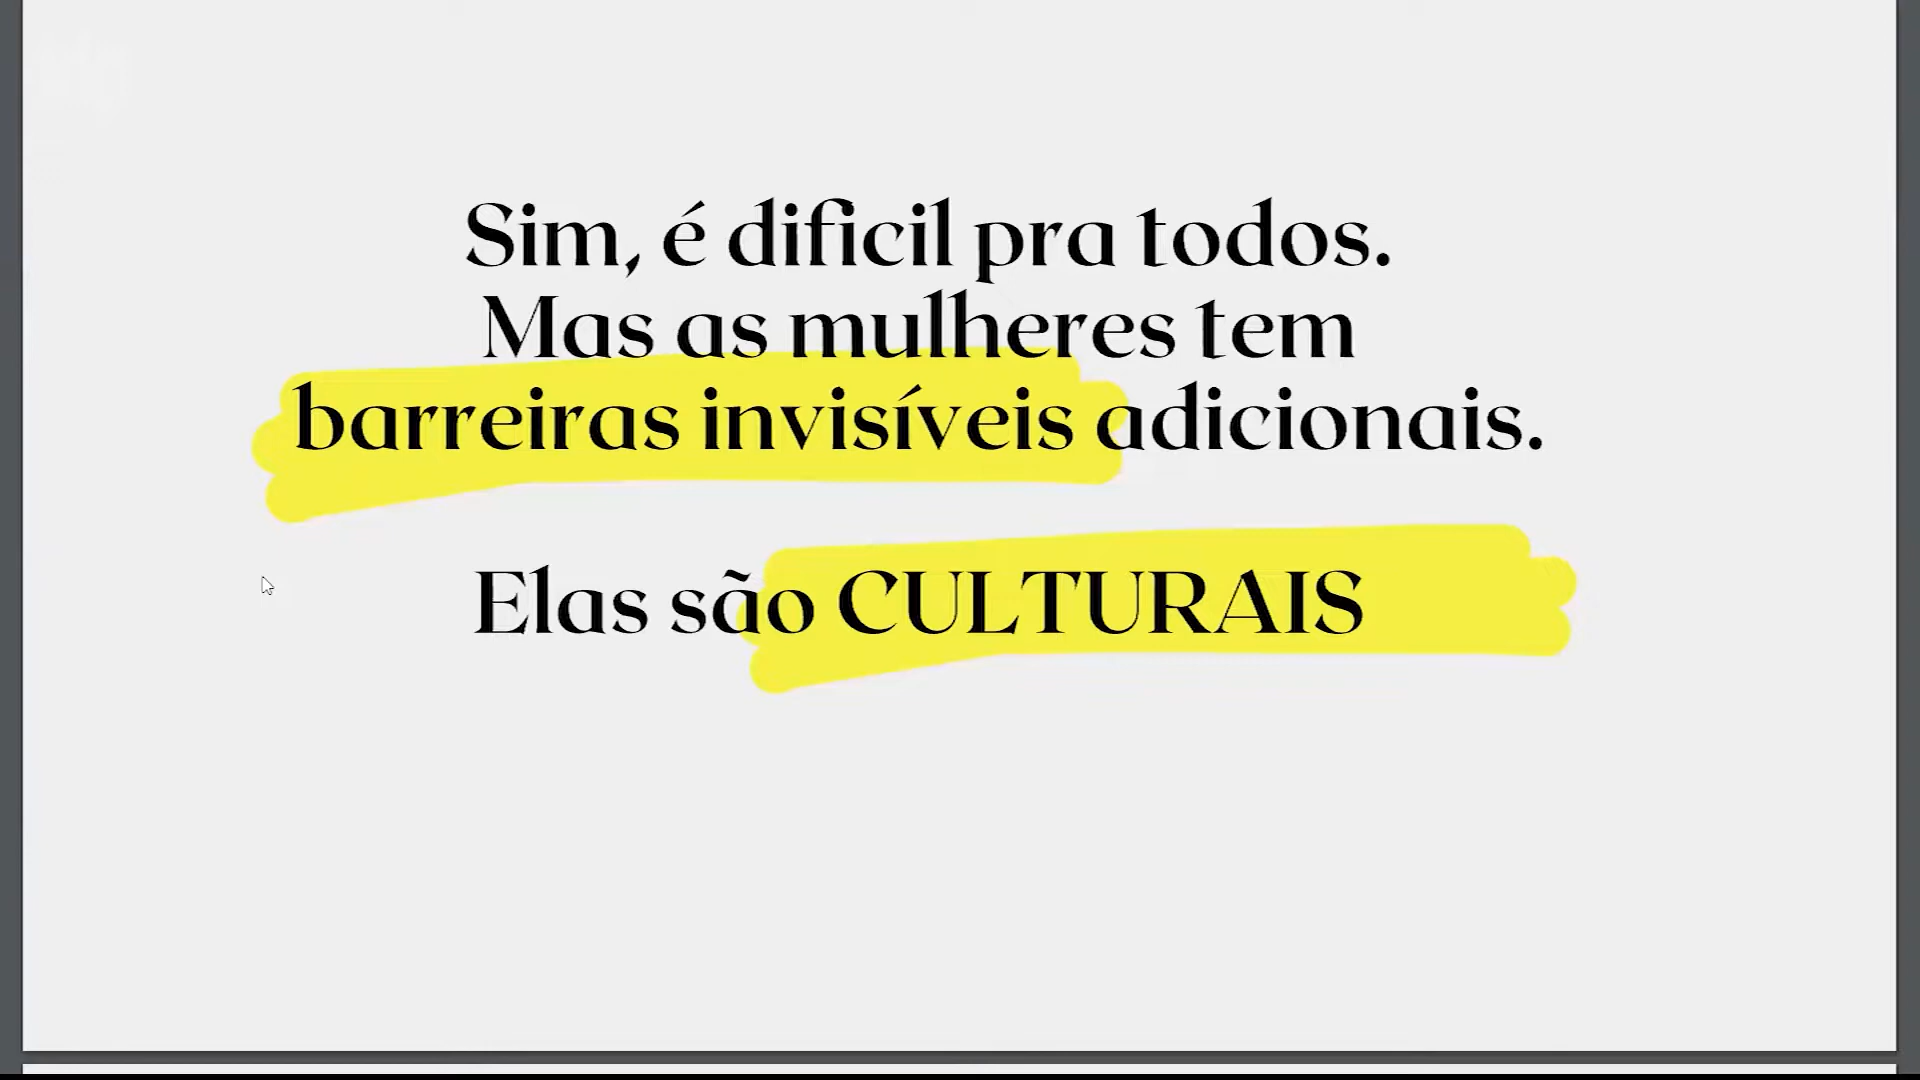 Sim, é dificil pra todos.
Mas as mulheres tem
barreiras invisíveis adicionais.
Elas são CULTURAIS